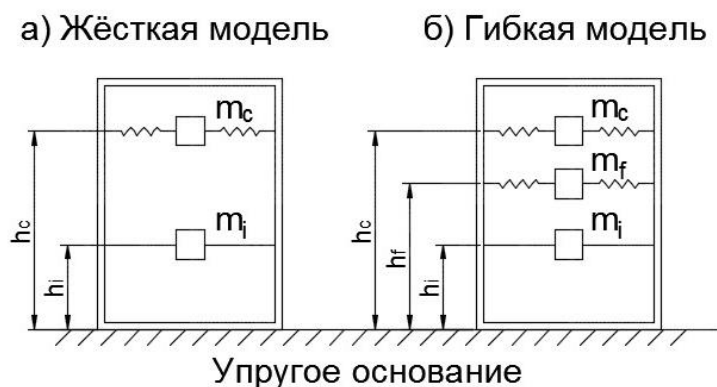 а) Жёсткая модель
б) Гибкая модель
mc
mi
hc
hi
mc
mf
mi
hc
hf
hi
Упругое основание